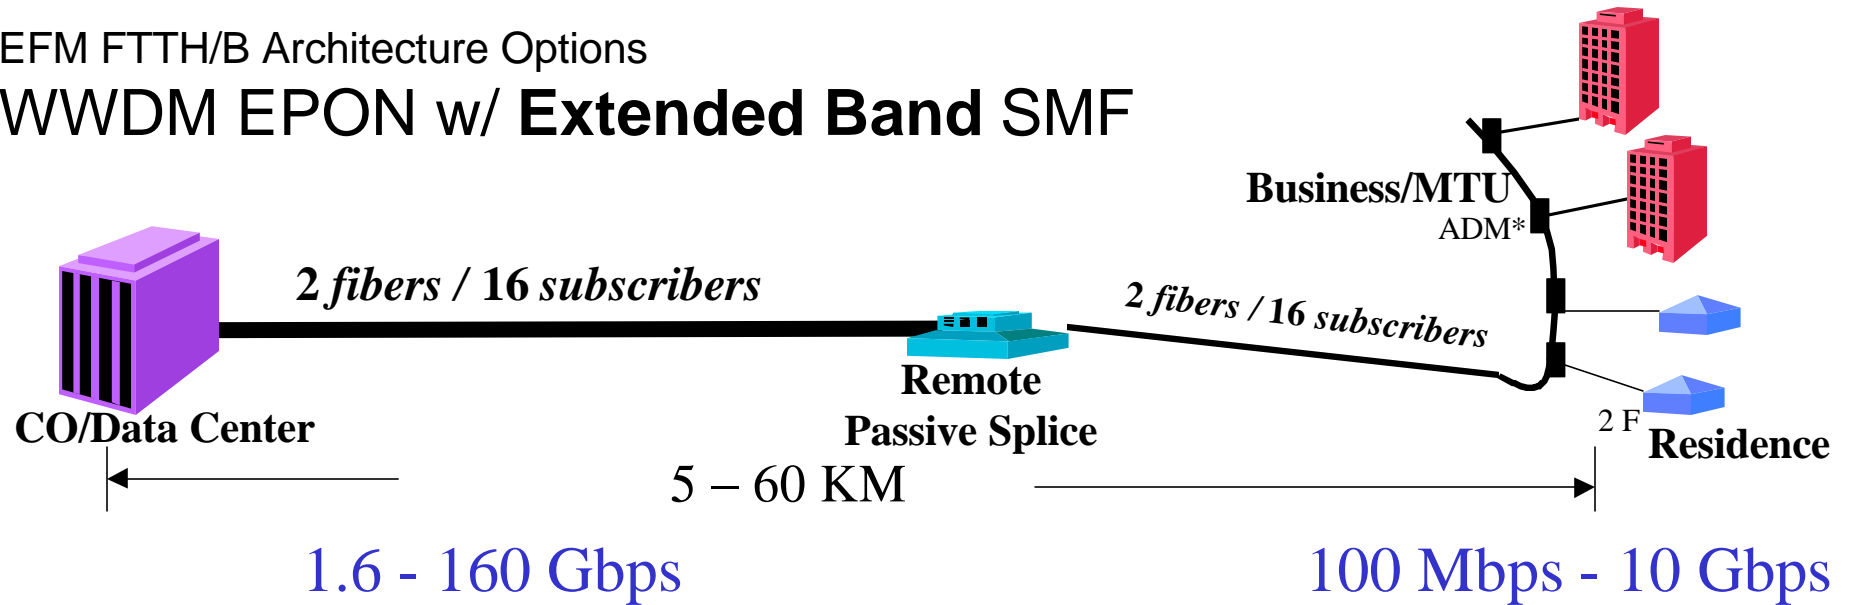 EFM FTTH/B Architecture Options
WWDM EPON w/ Extended Band SMF
Business/MTU
ADM*
2 fibers / 16 subscribers
2 fibers / 16 subscribers
Remote
Passive Splice
CO/Data Center
2 F
Residence
5 – 60 KM
1.6 - 160 Gbps
100 Mbps - 10 Gbps